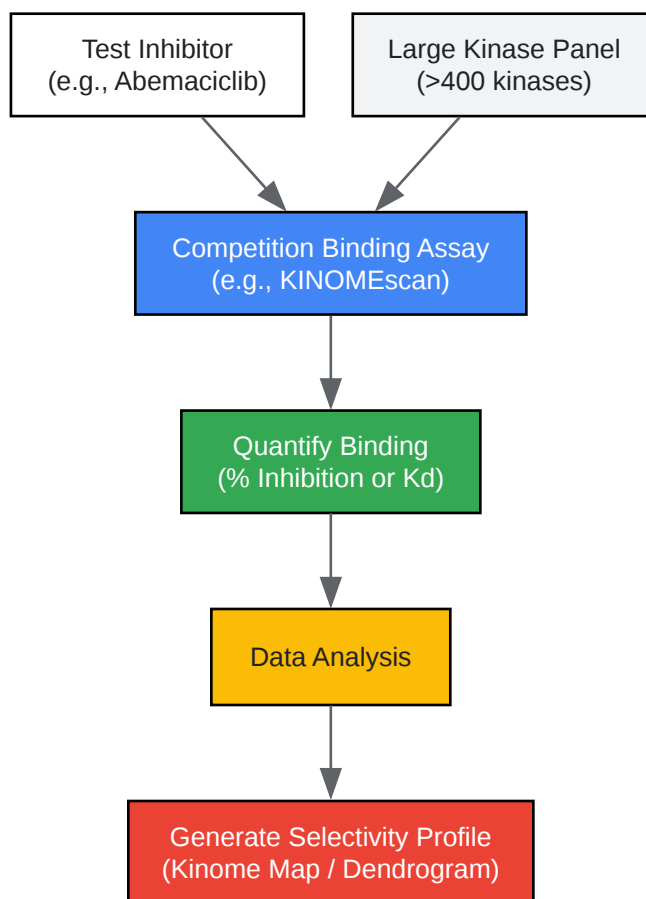 Test Inhibitor
(e.g., Abemaciclib)
Large Kinase Panel
(>400 kinases)
Competition Binding Assay
(e.g., KINOMEscan)
Quantify Binding
(% Inhibition or Kd)
Data Analysis
Generate Selectivity Profile
(Kinome Map / Dendrogram)